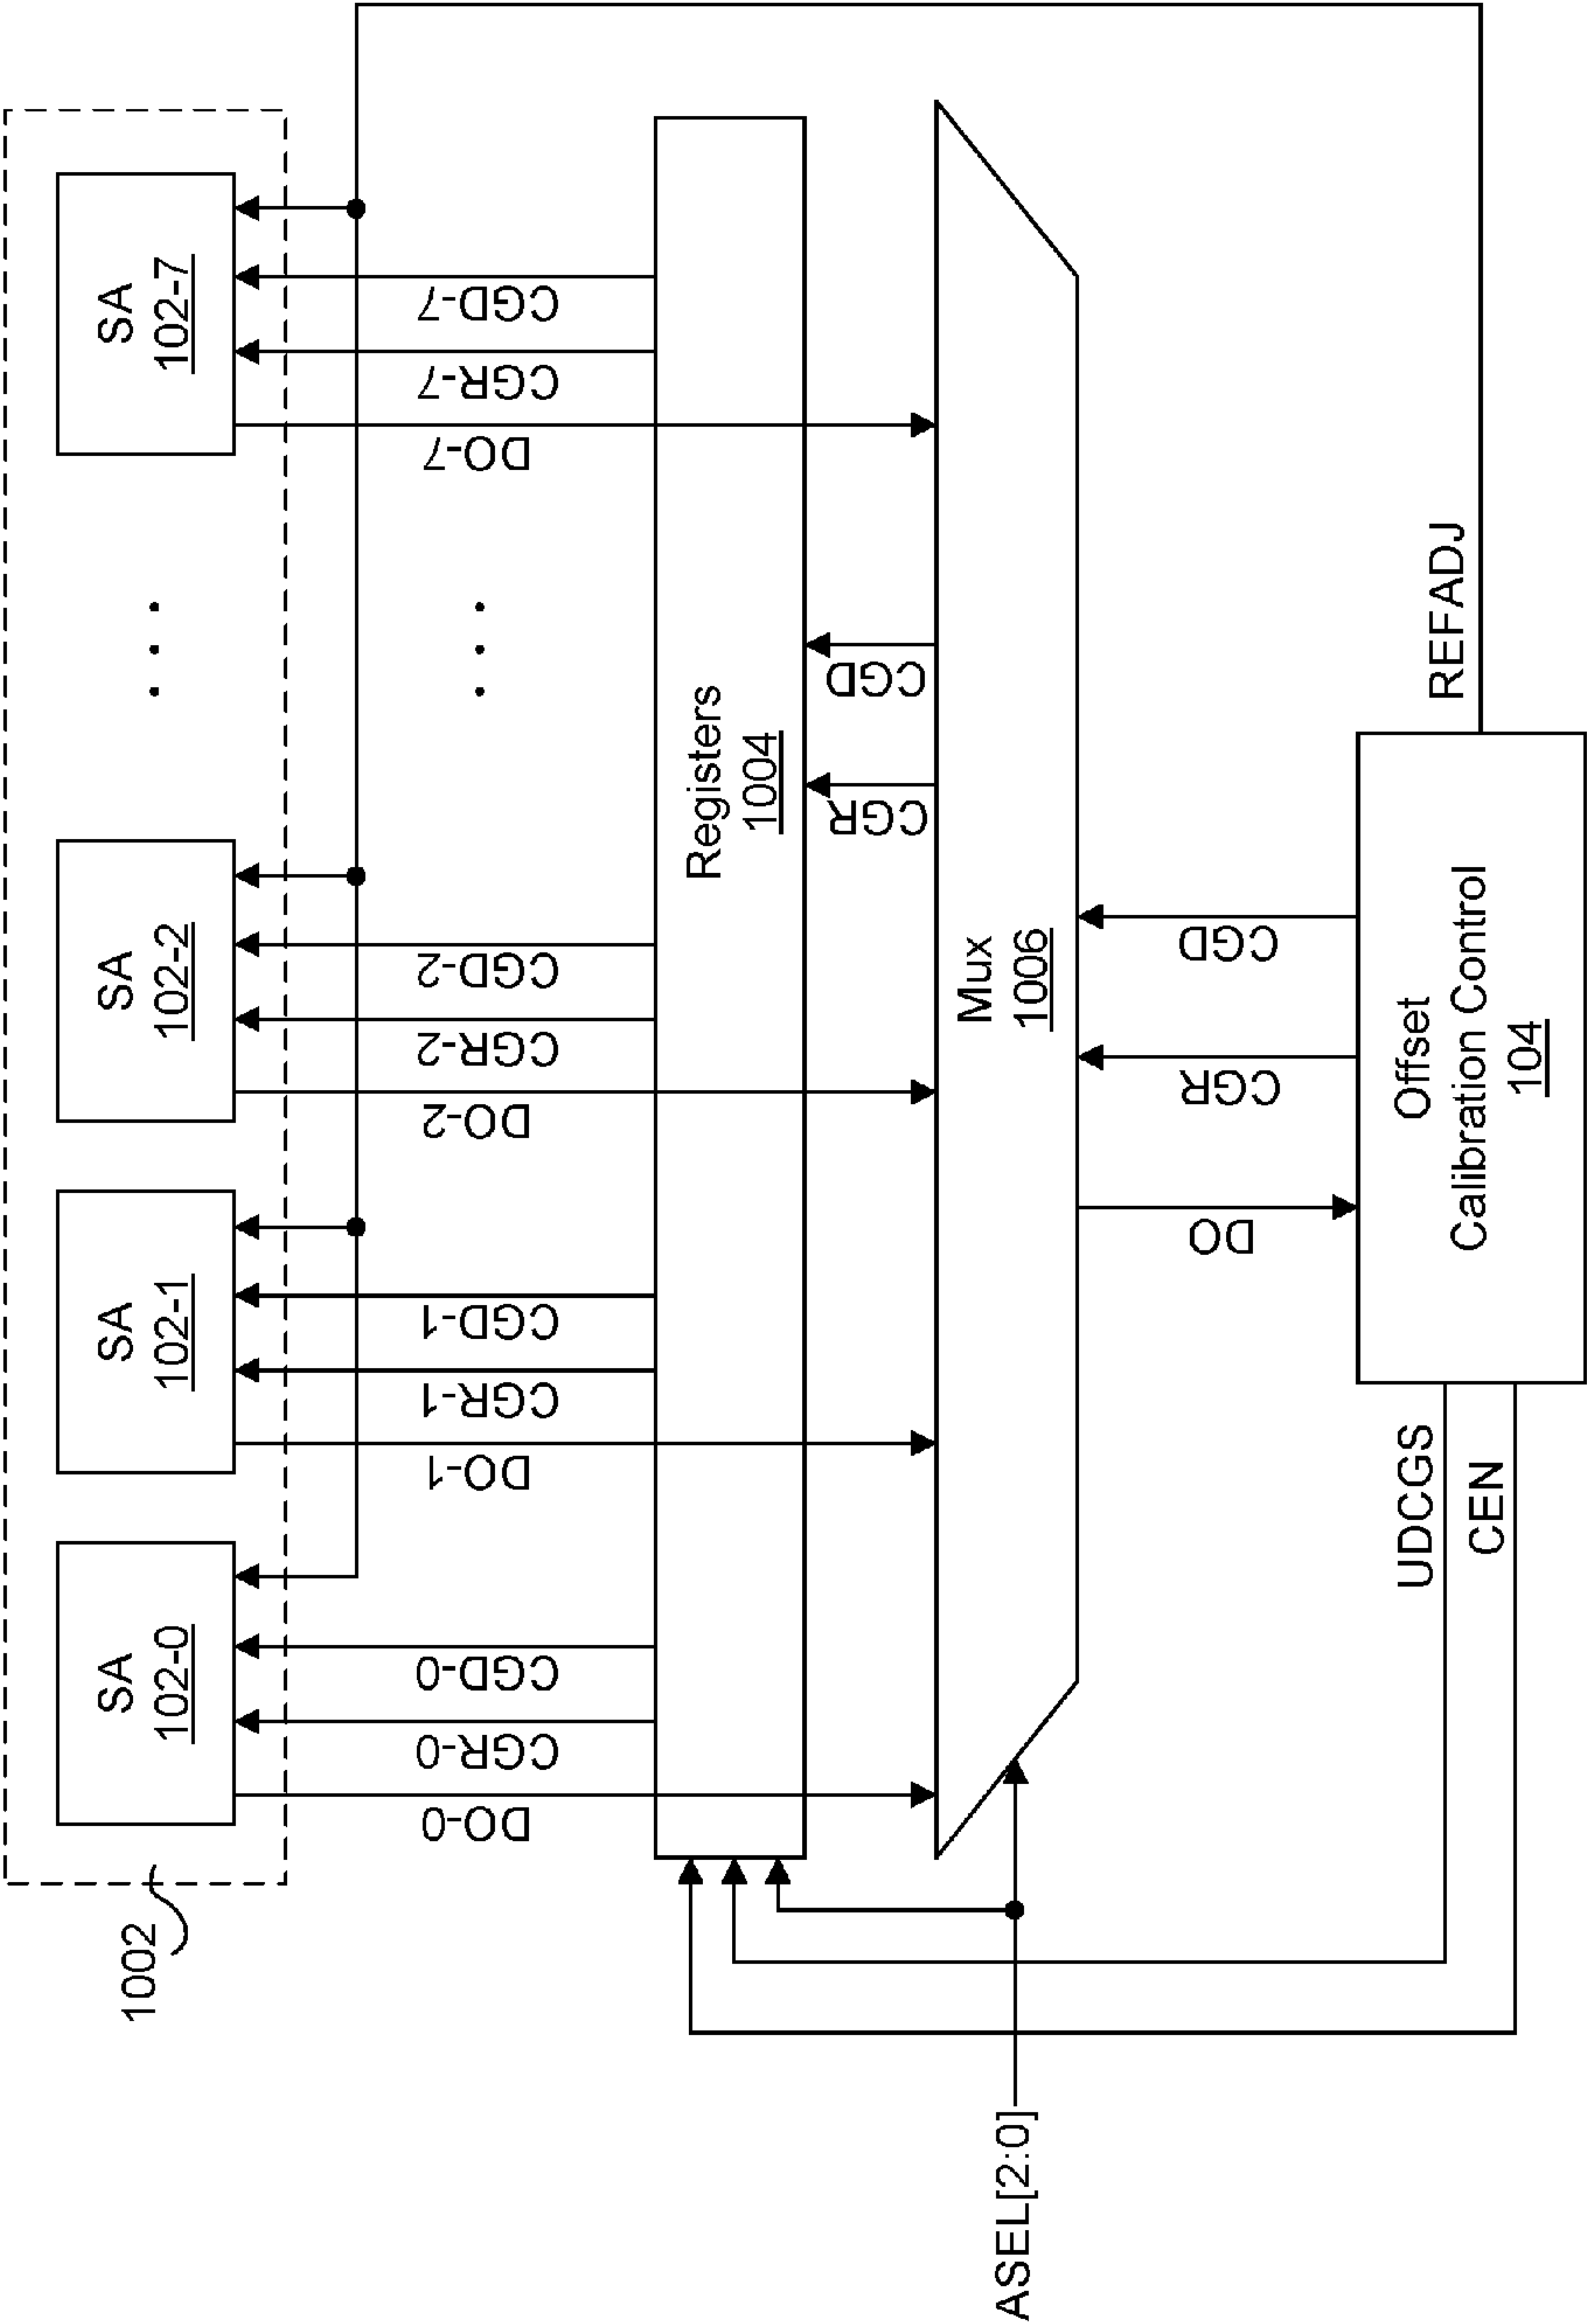 1002
SA
102-0
SA
102-1
SA
102-2
SA
102-7
. . .
DO-0
CGR-0
CGD-0
DO-1
CGR-1
CGD-1
DO-2
CGR-2
CGD-2
. . .
DO-7
CGR-7
CGD-7
Registers
1004
CGR
CGD
ASEL[2:0]
Mux
1006
DO
CGR
CGD
UDCGS
CEN
Offset
Calibration Control
104
REFADJ